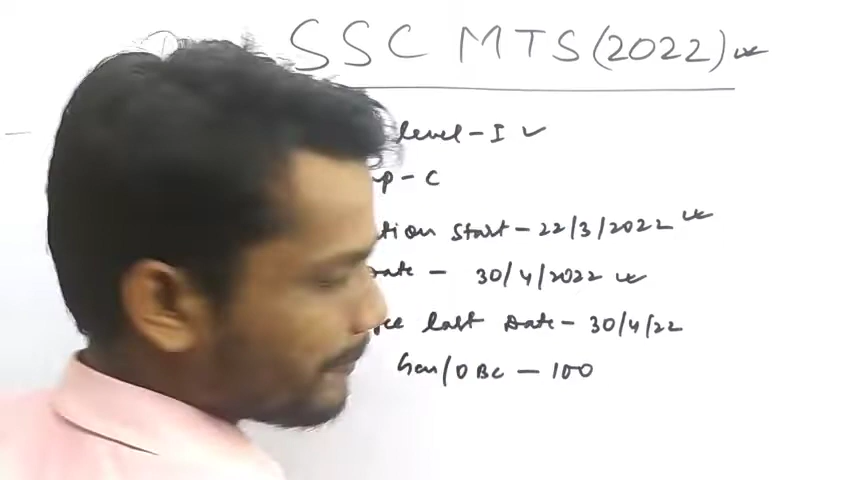 SSC MTS (2022)
level - I
p - C
tion Start - 22/3/2022
ate - 30/4/2022
ee last Date - 30/4/22
Gen/OBC - 100